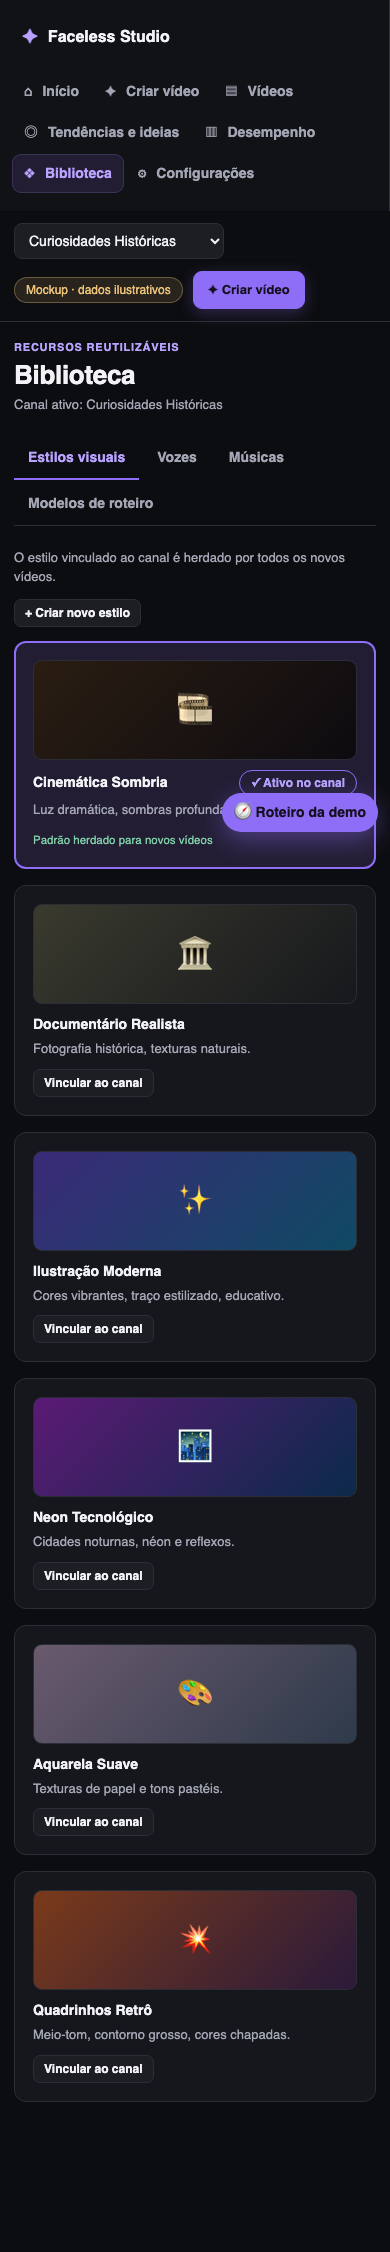 Faceless Studio
Início
Criar vídeo
Vídeos
Tendências e ideias
Desempenho
Biblioteca
Configurações
Curiosidades Históricas
Mockup · dados ilustrativos
Criar vídeo
RECURSOS REUTILIZÁVEIS
Biblioteca
Canal ativo: Curiosidades Históricas
Estilos visuais
Vozes
Músicas
Modelos de roteiro
O estilo vinculado ao canal é herdado por todos os novos
vídeos.
+ Criar novo estilo
Cinemática Sombria
✓ Ativo no canal
Luz dramática, sombras
Roteiro da demo
Padrão herdado para novos vídeos
Documentário Realista
Fotografia histórica, texturas naturais.
Vincular ao canal
Ilustração Moderna
Cores vibrantes, traço estilizado, educativo.
Vincular ao canal
Neon Tecnológico
Cidades noturnas, néon e reflexos.
Vincular ao canal
Aquarela Suave
Texturas de papel e tons pastéis.
Vincular ao canal
Quadrinhos Retrô
Meio-tom, contorno grosso, cores chapadas.
Vincular ao canal